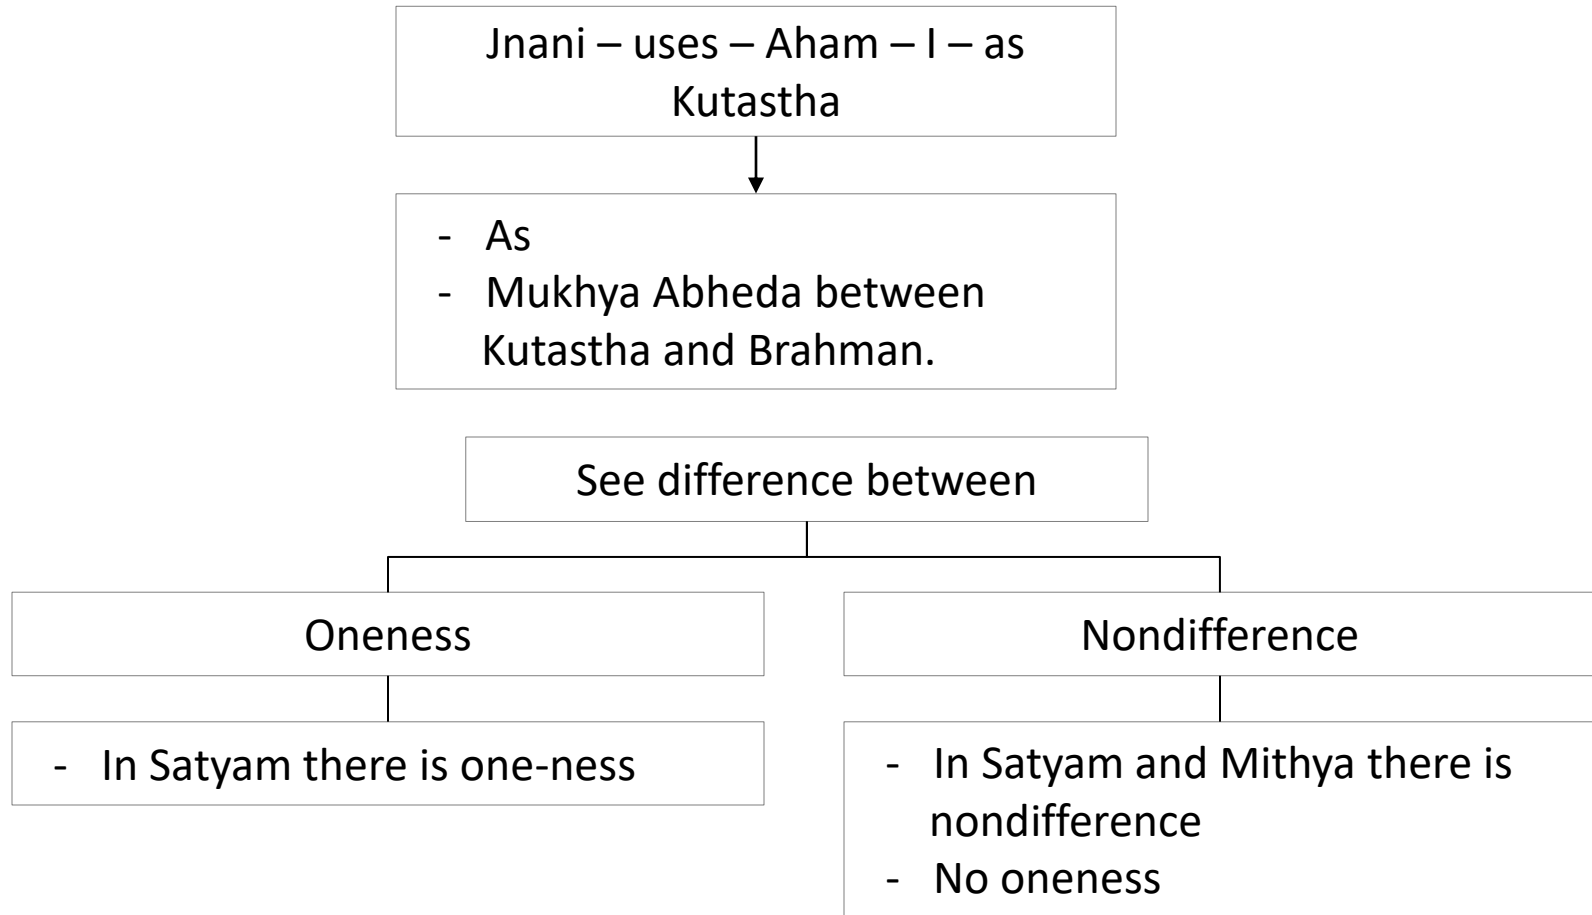 Jnani – uses – Aham – I – as
Kutastha
- As
- Mukhya Abheda between
Kutastha and Brahman.
See difference between
Oneness
Nondifference
- In Satyam there is one-ness
- In Satyam and Mithya there is
nondifference
- No oneness